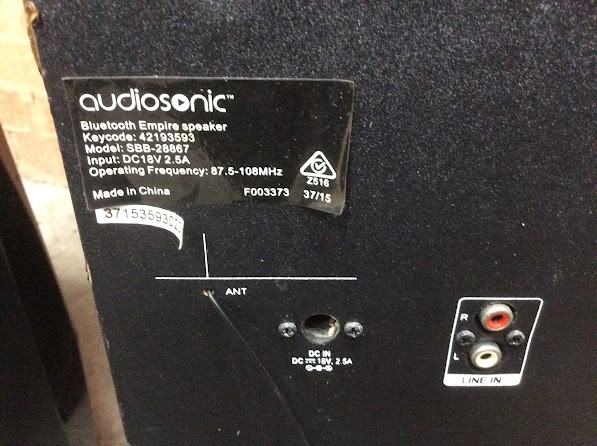 audiosonic™
Bluetooth Empire speaker
Keycode: 42193593
Model: SBB-28867
Input: DC18V 2.5A
Operating Frequency: 87.5-108MHz
Z516
Made in China F003373 37/15
ANT
DC IN
DC 18V, 2.5A
R
L
LINE IN